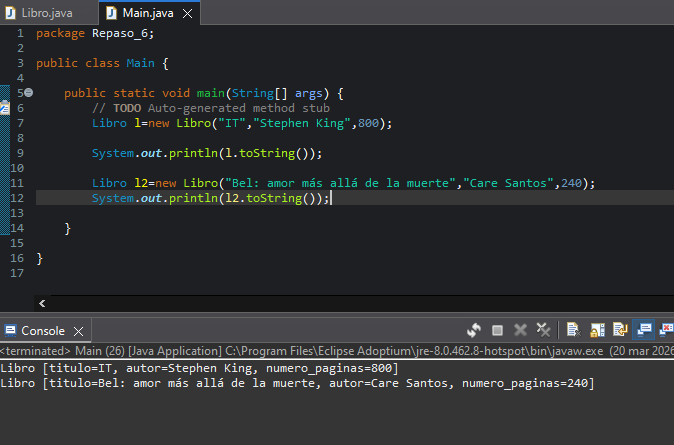 Libro.java
Main.java
1 package Repaso_6;
2
3 public class Main {
4
5 public static void main(String[] args) {
6 // TODO Auto-generated method stub
7 Libro l=new Libro("IT","Stephen King",800);
8
9 System.out.println(l.toString());
10
11 Libro l2=new Libro("Bel: amor más allá de la muerte","Care Santos",240);
12 System.out.println(l2.toString());
13
14 }
15
16 }
17
Console
<terminated> Main (26) [Java Application] C:\Program Files\Eclipse Adoptium\jre-8.0.462.8-hotspot\bin\javaw.exe (20 mar 2026
Libro [titulo=IT, autor=Stephen King, numero_paginas=800]
Libro [titulo=Bel: amor más allá de la muerte, autor=Care Santos, numero_paginas=240]